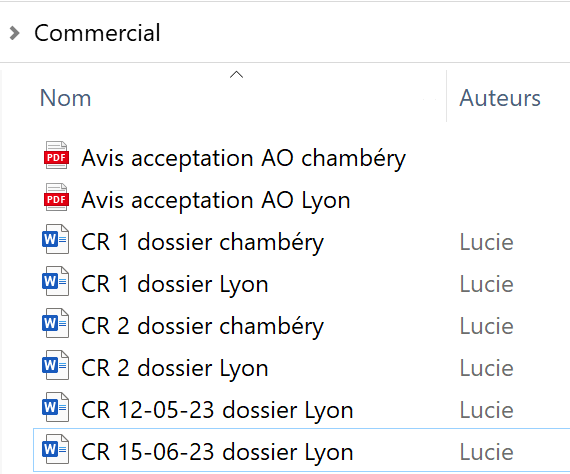 Commercial
Nom Auteurs
PDF Avis acceptation AO chambéry
PDF Avis acceptation AO Lyon
W CR 1 dossier chambéry Lucie
W CR 1 dossier Lyon Lucie
W CR 2 dossier chambéry Lucie
W CR 2 dossier Lyon Lucie
W CR 12-05-23 dossier Lyon Lucie
W CR 15-06-23 dossier Lyon Lucie